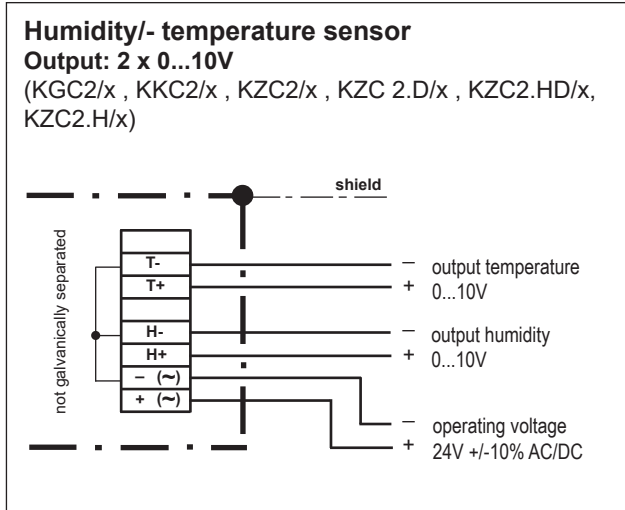 Humidity/- temperature sensor
Output: 2 x 0...10V
(KGC2/x , KKC2/x , KZC2/x , KZC 2.D/x , KZC2.HD/x,
KZC2.H/x)
shield
not galvanically separated
T-
T+
H-
H+
– (~)
+ (~)
– output temperature
+ 0...10V
– output humidity
+ 0...10V
– operating voltage
+ 24V +/-10% AC/DC